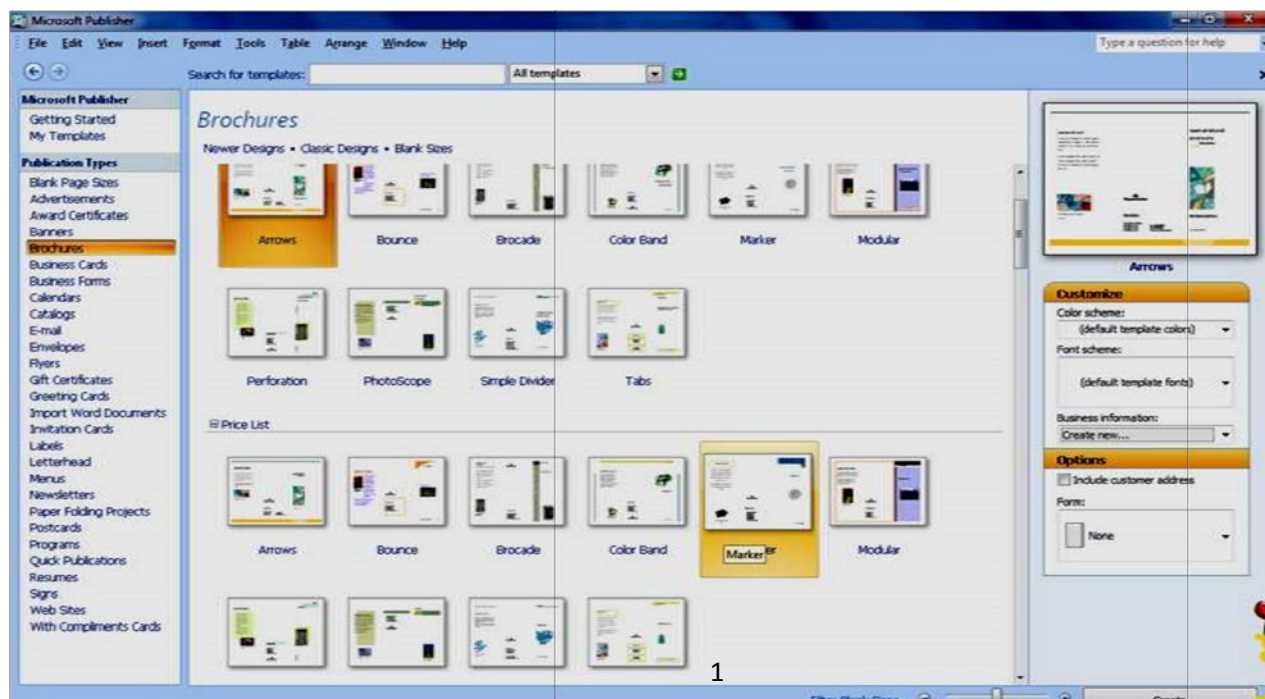 Microsoft Publisher
File Edit View Insert Format Tools Table Arrange Window Help
Type a question for help
Search for templates:
All templates
Microsoft Publisher
Getting Started
My Templates
Publication Types
Blank Page Sizes
Advertisements
Award Certificates
Banners
Brochures
Business Cards
Business Forms
Calendars
Catalogs
E-mail
Envelopes
Flyers
Gift Certificates
Greeting Cards
Import Word Documents
Invitation Cards
Labels
Letterhead
Menus
Newsletters
Paper Folding Projects
Postcards
Programs
Quick Publications
Resumes
Signs
Web Sites
With Compliments Cards
Brochures
Newer Designs • Classic Designs • Blank Sizes
Arrows Bounce Brocade Color Band Marker Modular
Perforation PhotoScope Simple Divider Tabs
Price List
Arrows Bounce Brocade Color Band Marker Modular
1
Arrows
Customize
Color scheme:
(default template colors)
Font scheme:
(default template fonts)
Business information:
Create new...
Options
Include customer address
Form:
None